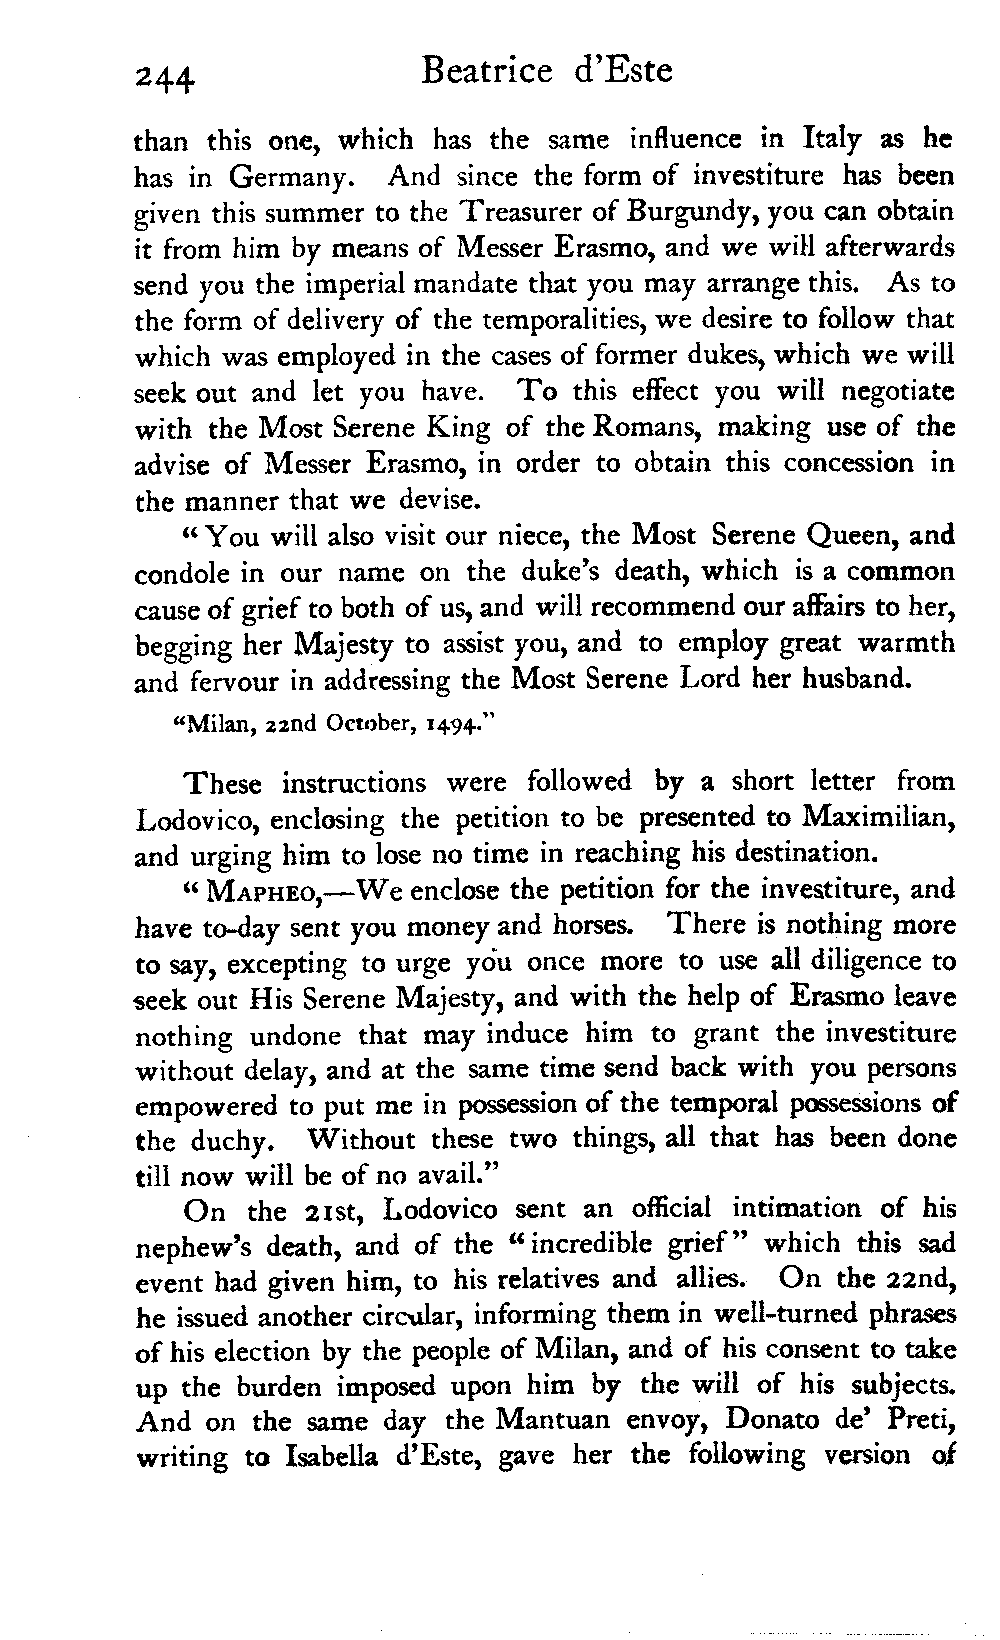 244 Beatrice d'Este
than this one, which has the same influence in Italy as he
has in Germany. And since the form of investiture has been
given this summer to the Treasurer of Burgundy, you can obtain
it from him by means of Messer Erasmo, and we will afterwards
send you the imperial mandate that you may arrange this. As to
the form of delivery of the temporalities, we desire to follow that
which was employed in the cases of former dukes, which we will
seek out and let you have. To this effect you will negotiate
with the Most Serene King of the Romans, making use of the
advise of Messer Erasmo, in order to obtain this concession in
the manner that we devise.
"You will also visit our niece, the Most Serene Queen, and
condole in our name on the duke's death, which is a common
cause of grief to both of us, and will recommend our affairs to her,
begging her Majesty to assist you, and to employ great warmth
and fervour in addressing the Most Serene Lord her husband.
"Milan, 22nd October, 1494."
These instructions were followed by a short letter from
Lodovico, enclosing the petition to be presented to Maximilian,
and urging him to lose no time in reaching his destination.
"MAPHEO,—We enclose the petition for the investiture, and
have to-day sent you money and horses. There is nothing more
to say, excepting to urge you once more to use all diligence to
seek out His Serene Majesty, and with the help of Erasmo leave
nothing undone that may induce him to grant the investiture
without delay, and at the same time send back with you persons
empowered to put me in possession of the temporal possessions of
the duchy. Without these two things, all that has been done
till now will be of no avail."
On the 21st, Lodovico sent an official intimation of his
nephew's death, and of the "incredible grief" which this sad
event had given him, to his relatives and allies. On the 22nd,
he issued another circular, informing them in well-turned phrases
of his election by the people of Milan, and of his consent to take
up the burden imposed upon him by the will of his subjects.
And on the same day the Mantuan envoy, Donato de' Preti,
writing to Isabella d'Este, gave her the following version of